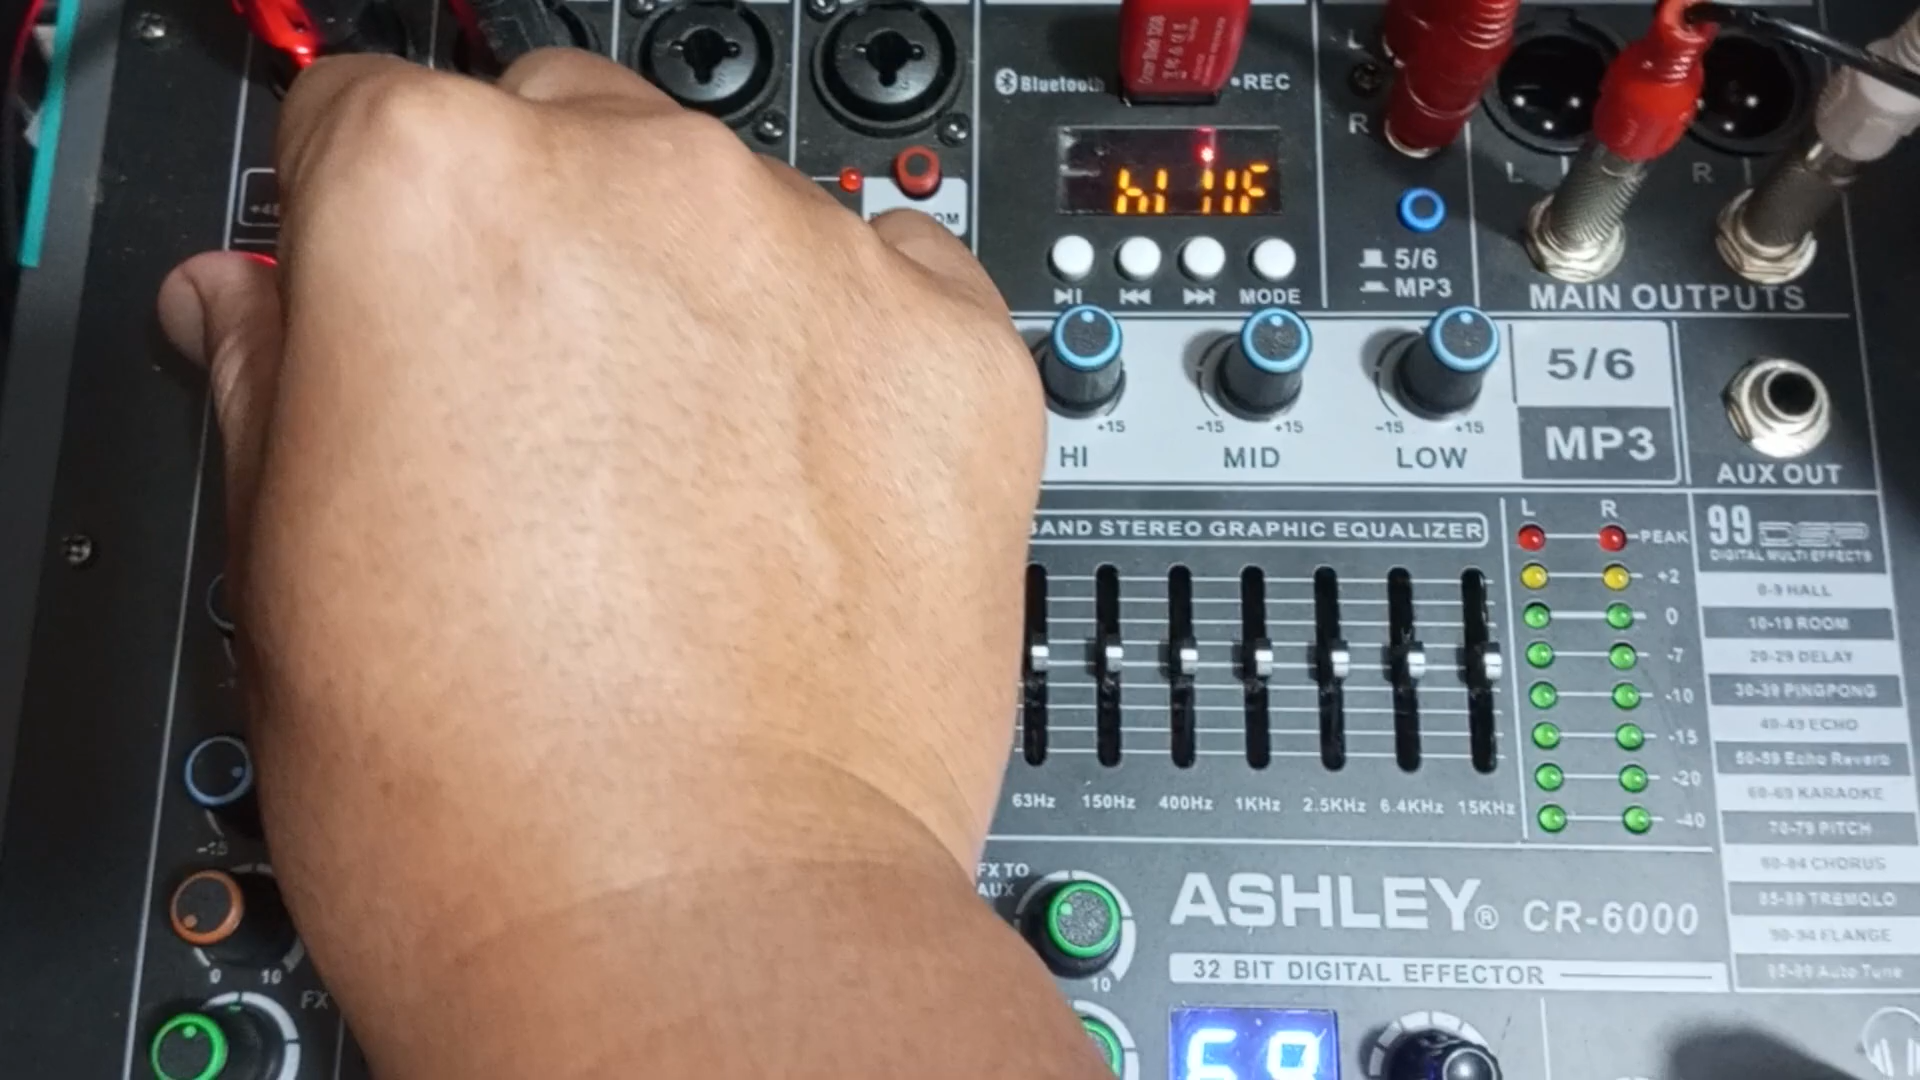 Bluetooth
REC
L
R
5/6
MP3
MODE
L
R
MAIN OUTPUTS
+15
-15
+15
-15
+15
HI
MID
LOW
5/6
MP3
AUX OUT
BAND STEREO GRAPHIC EQUALIZER
L
R
PEAK
+2
0
-7
-10
-15
-20
-40
99 DSP
DIGITAL MULTI EFFECTS
0-9 HALL
10-19 ROOM
20-29 DELAY
30-39 PINGPONG
40-49 ECHO
50-59 Echo Reverb
60-69 KARAOKE
70-79 PITCH
80-84 CHORUS
85-89 TREMOLO
90-94 FLANGE
95-99 Auto Tune
63Hz 150Hz 400Hz 1KHz 2.5KHz 6.4KHz 15KHz
-15
FX TO
AUX
10
0 10
FX
ASHLEY® CR-6000
32 BIT DIGITAL EFFECTOR
68